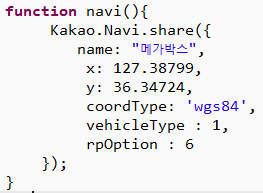 function navi(){
Kakao.Navi.share({
name: "메가박스",
x: 127.38799,
y: 36.34724,
coordType: 'wgs84',
vehicleType : 1,
rpOption : 6
});
}